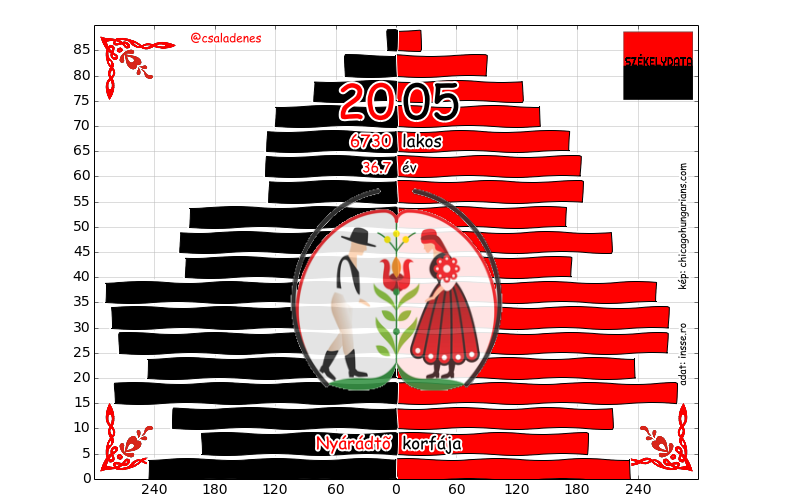 @csaladenes
SZÉKELYDATA
2005
6730 lakos
36.7 év
kép: chicagohungarians.com
adat: insse.ro
Nyárádtő korfája
85
80
75
70
65
60
55
50
45
40
35
30
25
20
15
10
5
0
240 180 120 60 0 60 120 180 240